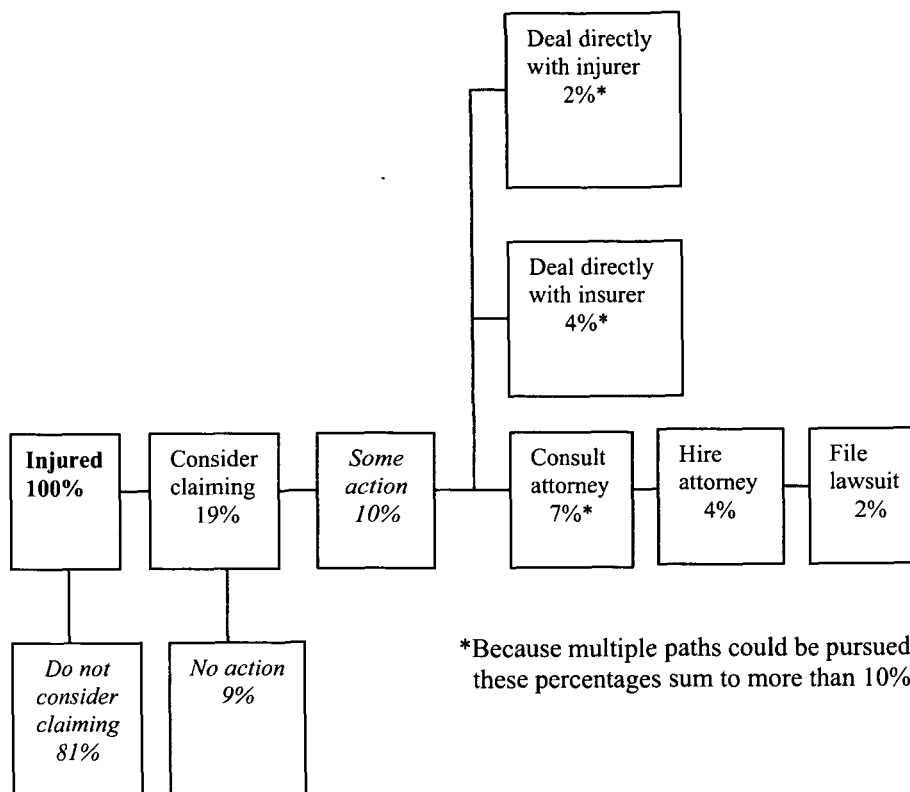 Deal directly
with injurer
2%*
Deal directly
with insurer
4%*
Injured
100%
Consider
claiming
19%
Some
action
10%
Consult
attorney
7%*
Hire
attorney
4%
File
lawsuit
2%
Do not
consider
claiming
81%
No action
9%
*Because multiple paths could be pursued
these percentages sum to more than 10%